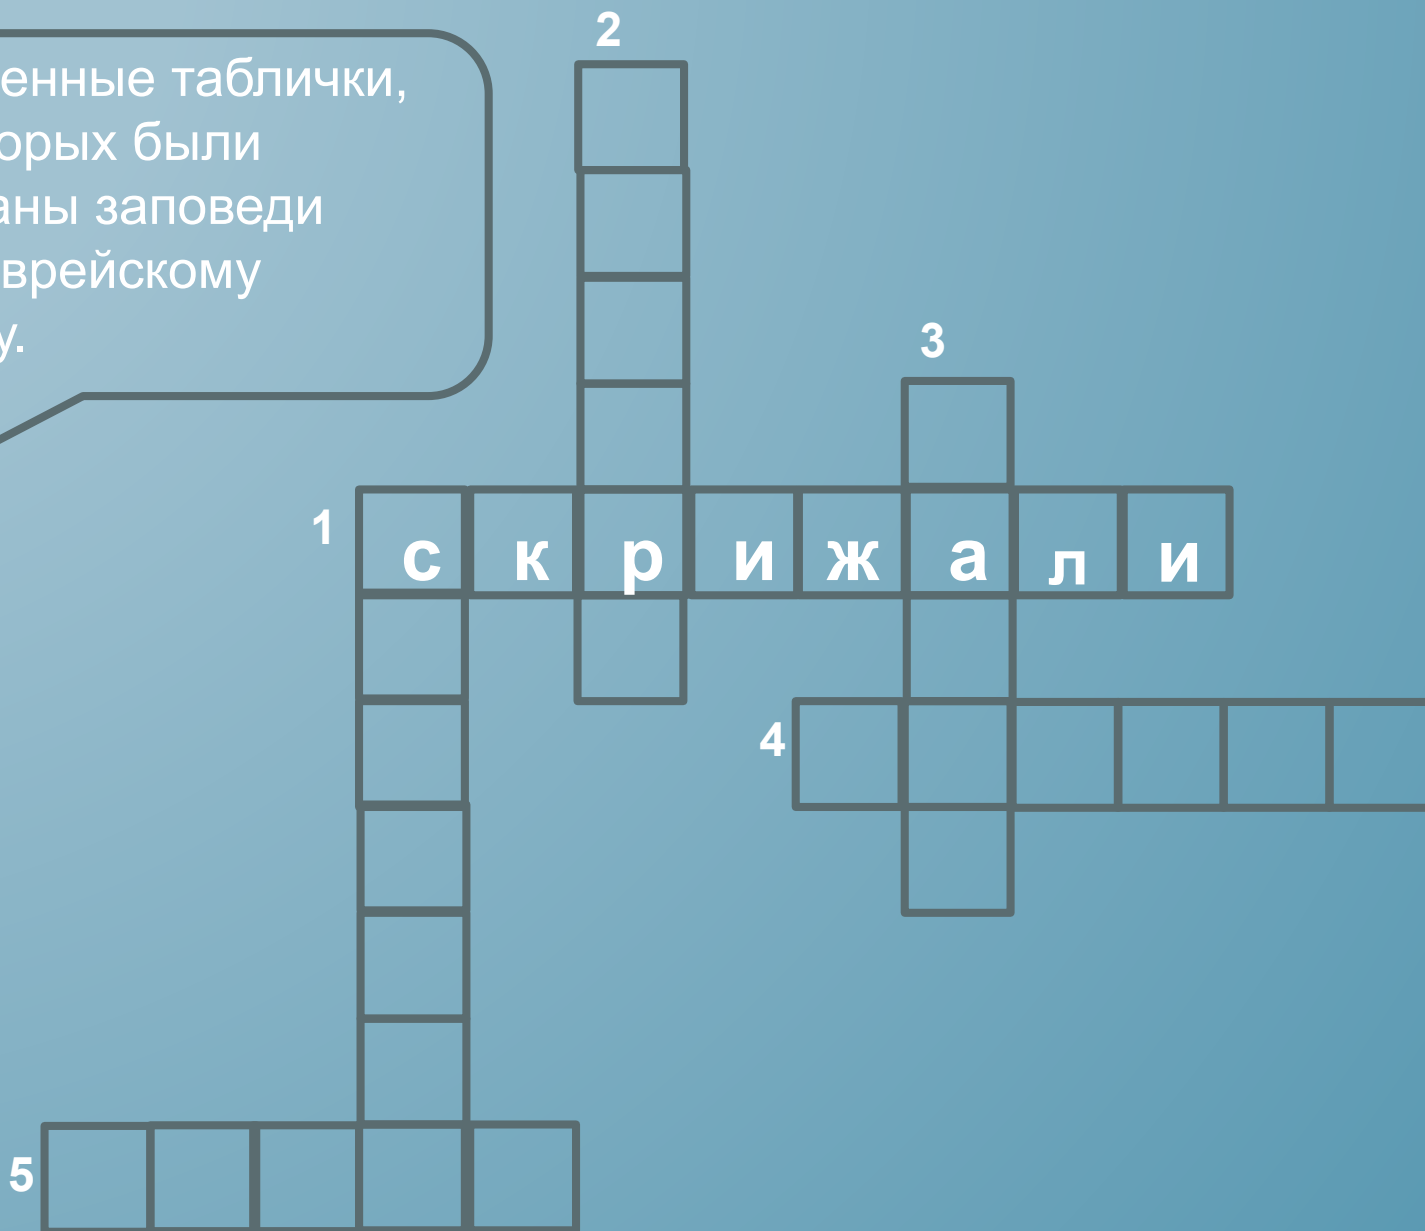 2
енные таблички,
орых были
аны заповеди
врейскому
у.
3
1
с к р и ж а л и
4
5